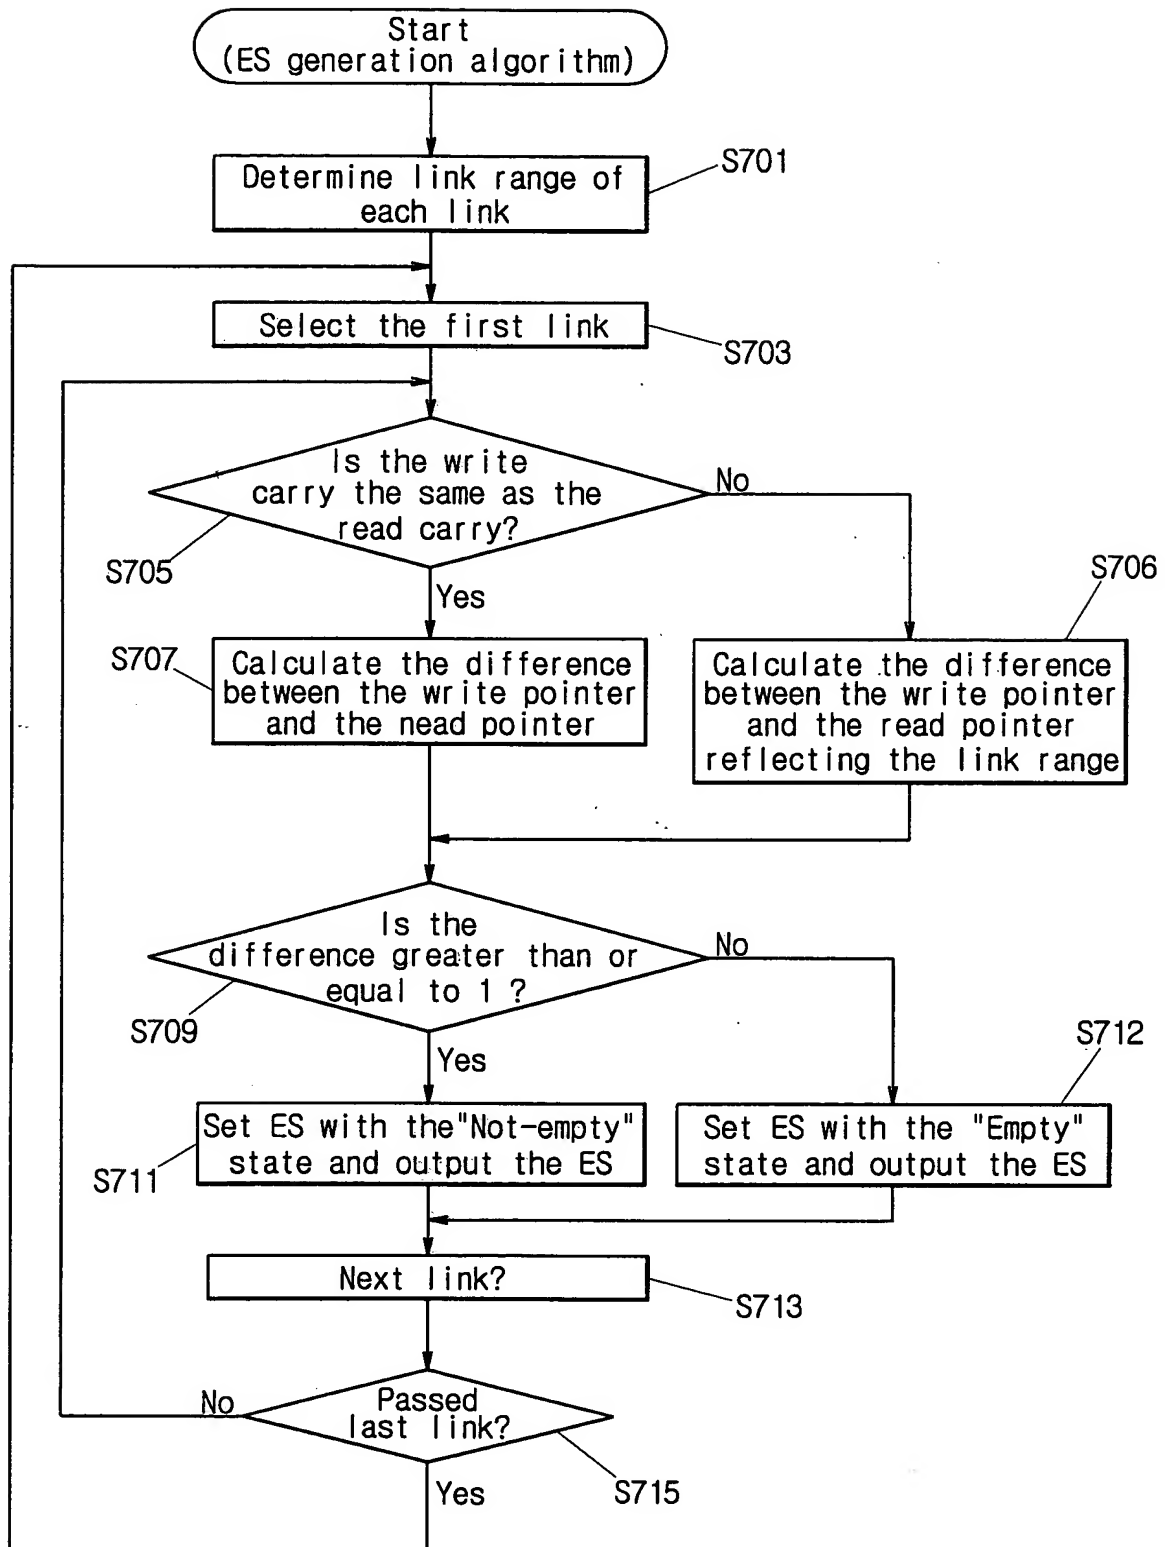 Start
(ES generation algorithm)
S701
Determine link range of
each link
Select the first link
S703
Is the write
carry the same as the
read carry?
No
S705
Yes
S706
S707
Calculate the difference
between the write pointer
and the nead pointer
Calculate the difference
between the write pointer
and the read pointer
reflecting the link range
Is the
difference greater than or
equal to 1 ?
No
S709
Yes
S712
Set ES with the"Not-empty"
state and output the ES
S711
Set ES with the "Empty"
state and output the ES
Next link?
S713
Passed
last link?
No
S715
Yes